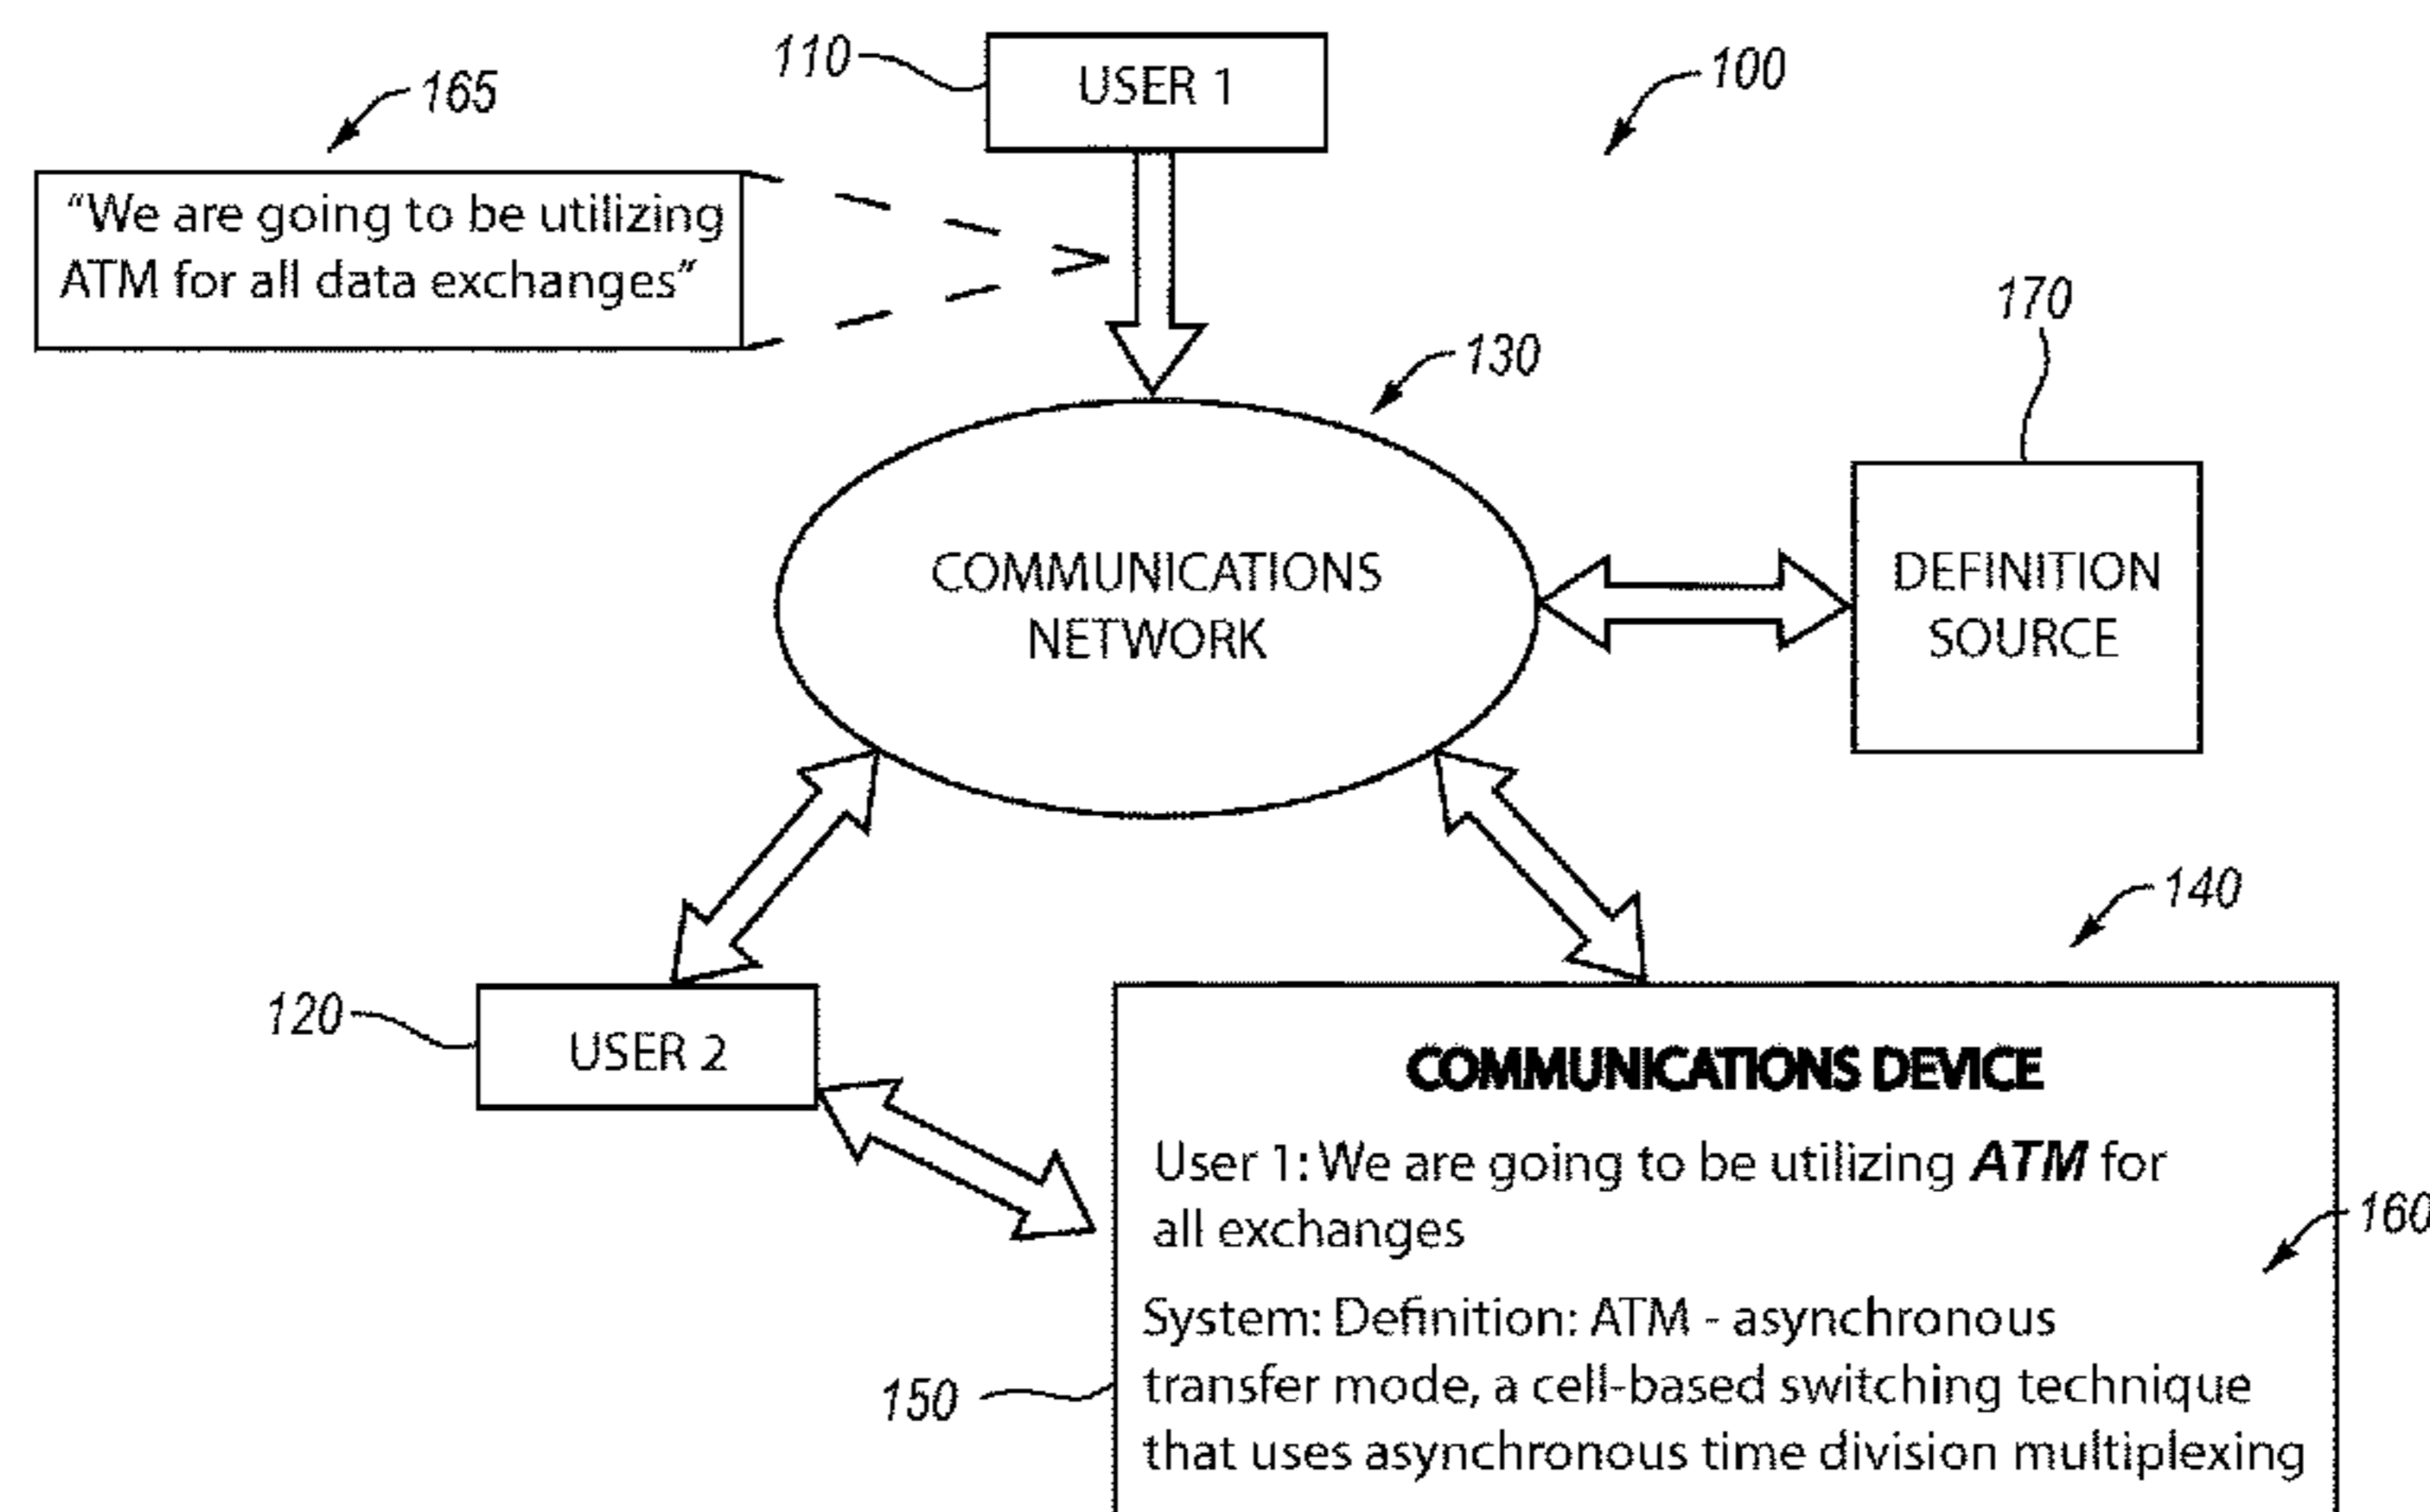 110
USER 1
100
165
“We are going to be utilizing
ATM for all data exchanges”
130
170
COMMUNICATIONS
NETWORK
DEFINITION
SOURCE
140
120
USER 2
COMMUNICATIONS DEVICE
User 1: We are going to be utilizing ATM for
all exchanges
160
System: Definition: ATM - asynchronous
transfer mode, a cell-based switching technique
that uses asynchronous time division multiplexing
150